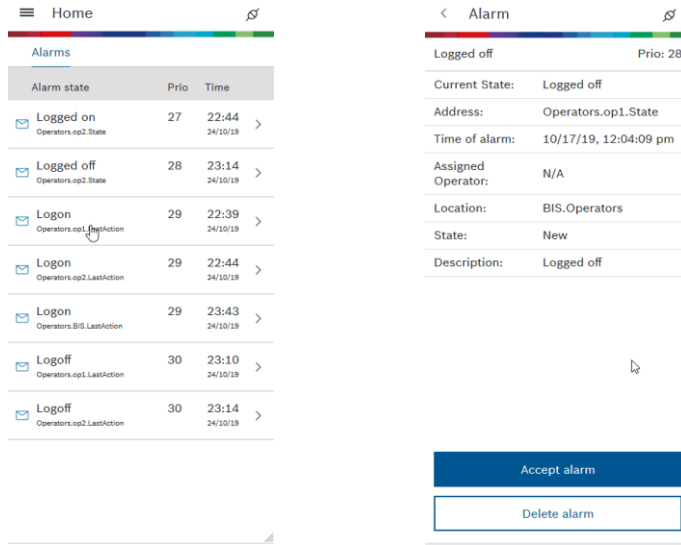 Home
Alarms
Alarm state Prio Time
Logged on 27 22:44
Operators.op2.State 24/10/19
Logged off 28 23:14
Operators.op2.State 24/10/19
Logon 29 22:39
Operators.op1.LastAction 24/10/19
Logon 29 22:44
Operators.op2.LastAction 24/10/19
Logon 29 23:43
Operators.BIS.LastAction 24/10/19
Logoff 30 23:10
Operators.op1.LastAction 24/10/19
Logoff 30 23:14
Operators.op2.LastAction 24/10/19
Alarm
Logged off Prio: 28
Current State: Logged off
Address: Operators.op1.State
Time of alarm: 10/17/19, 12:04:09 pm
Assigned
Operator: N/A
Location: BIS.Operators
State: New
Description: Logged off
Accept alarm
Delete alarm